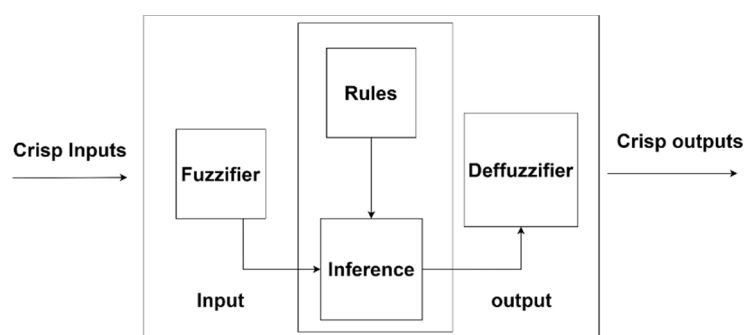 Rules
Crisp Inputs
Fuzzifier
Deffuzzifier
Crisp outputs
Inference
Input
output